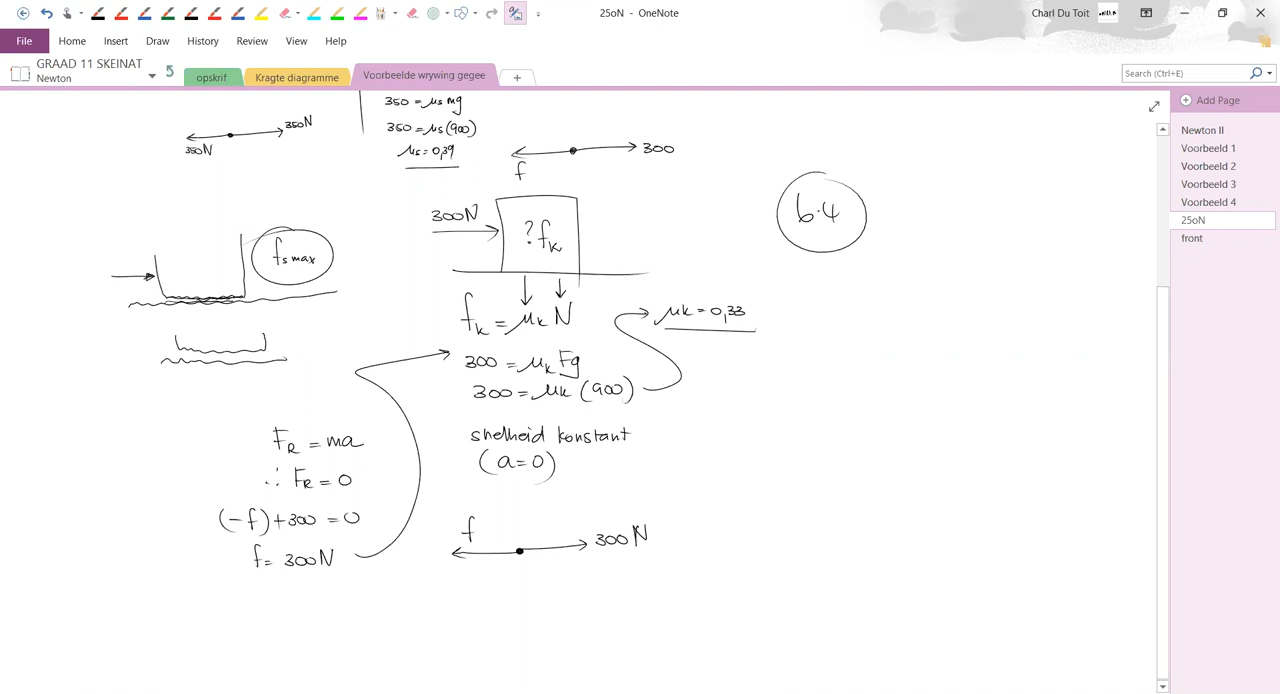 25oN - OneNote
Charl Du Toit
File Home Insert Draw History Review View Help
GRAAD 11 SKEINAT
Newton
opskrif
Kragte diagramme
Voorbeelde wrywing gegee
+
Search (Ctrl+E)
Add Page
Newton II
Voorbeeld 1
Voorbeeld 2
Voorbeeld 3
Voorbeeld 4
25oN
front
350N
350N
350 = μs mg
350 = μs(900)
μs = 0,39
f
300
6.4
300N
? fk
fs max
fk = μk N
μk = 0,33
300 = μk Fg
300 = μk (900)
snelheid konstant
(a = 0)
FR = ma
∴ FR = 0
(-f) + 300 = 0
f = 300N
f
300N